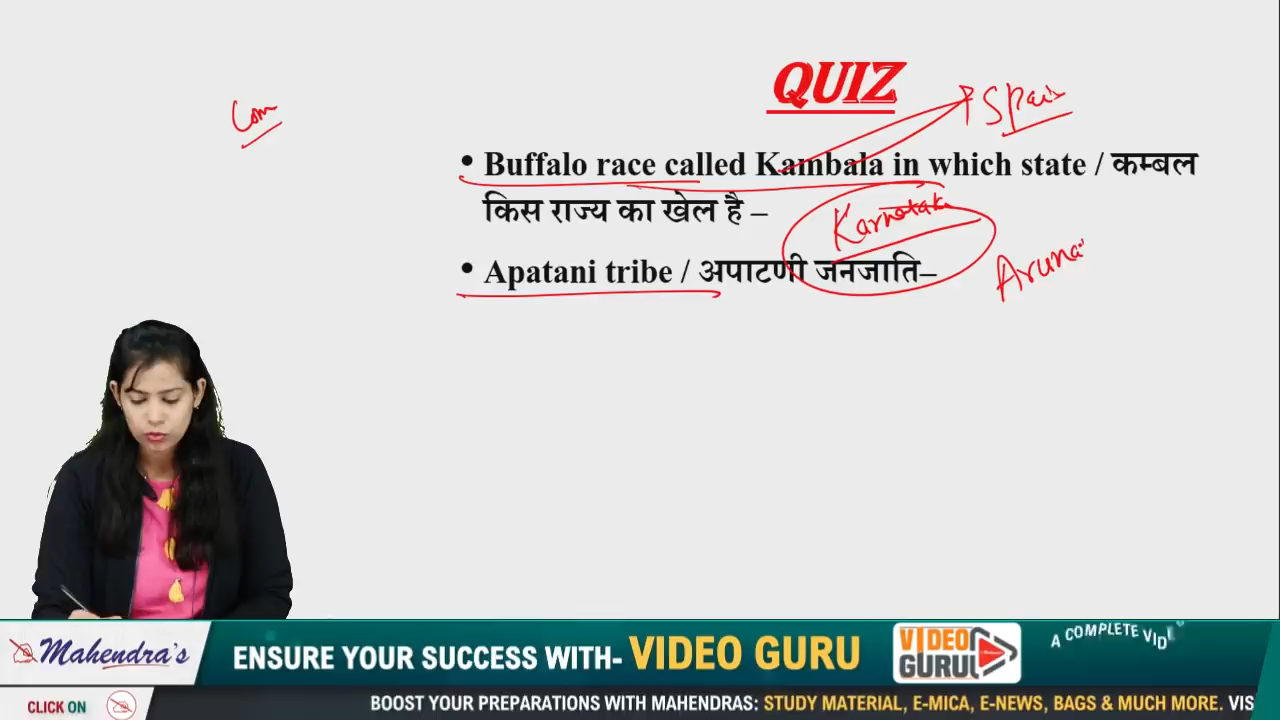 QUIZ
Com
Spain
• Buffalo race called Kambala in which state / कम्बल
किस राज्य का खेल है –
Karnataka
• Apatani tribe / अपाटणी जनजाति–
Aruna
Mahendra's
ENSURE YOUR SUCCESS WITH- VIDEO GURU
VIDEO
GURU
A COMPLETE VID
CLICK ON
BOOST YOUR PREPARATIONS WITH MAHENDRAS: STUDY MATERIAL, E-MICA, E-NEWS, BAGS & MUCH MORE. VIS